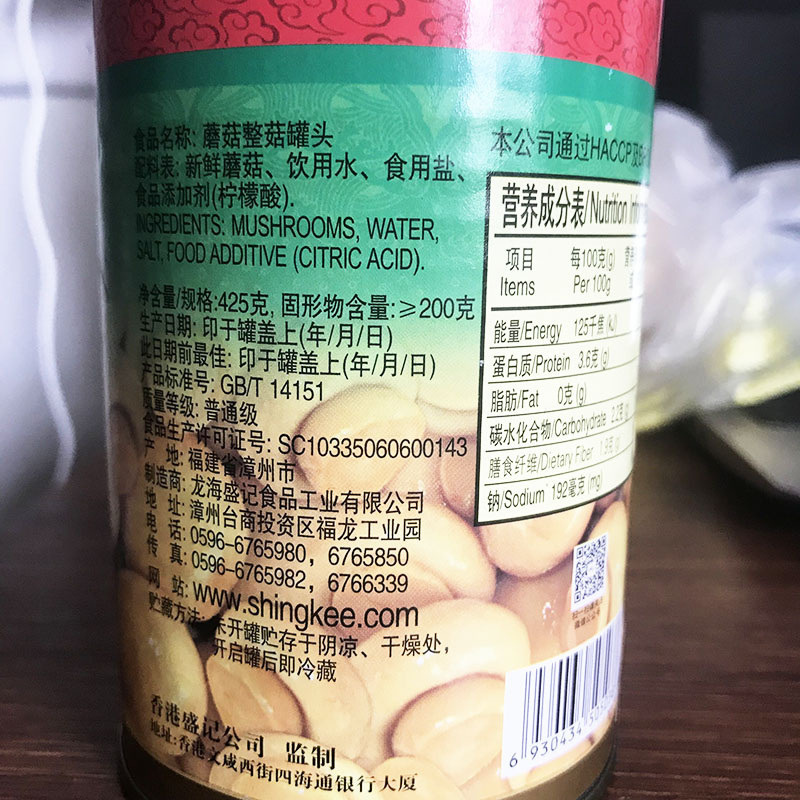 食品名称: 蘑菇整菇罐头
配料表: 新鲜蘑菇、饮用水、食用盐、
食品添加剂(柠檬酸).
INGREDIENTS: MUSHROOMS, WATER,
SALT, FOOD ADDITIVE (CITRIC ACID).
净含量/规格:425克, 固形物含量:≥200克
生产日期: 印于罐盖上(年/月/日)
此日期前最佳: 印于罐盖上(年/月/日)
产品标准号: GB/T 14151
质量等级: 普通级
食品生产许可证号: SC10335060600143
产 地: 福建省漳州市
制造商: 龙海盛记食品工业有限公司
地 址: 漳州台商投资区福龙工业园
电 话: 0596-6765980, 6765850
传 真: 0596-6765982, 6766339
网 站: www.shingkee.com
贮藏方法: 未开罐贮存于阴凉、干燥处,
开启罐后即冷藏
香港盛记公司 监制
地址:香港文咸西街四海通银行大厦
本公司通过HACCP及
营养成分表/Nutrition
项目 每100克(g)
Items Per 100g
能量/Energy 125千焦 (kJ)
蛋白质/Protein 3.6克 (g)
脂肪/Fat 0克 (g)
碳水化合物/Carbohydrate 2.2克 (g)
膳食纤维/Dietary Fiber 1.9克 (g)
钠/Sodium 192毫克 (mg)
6 930434